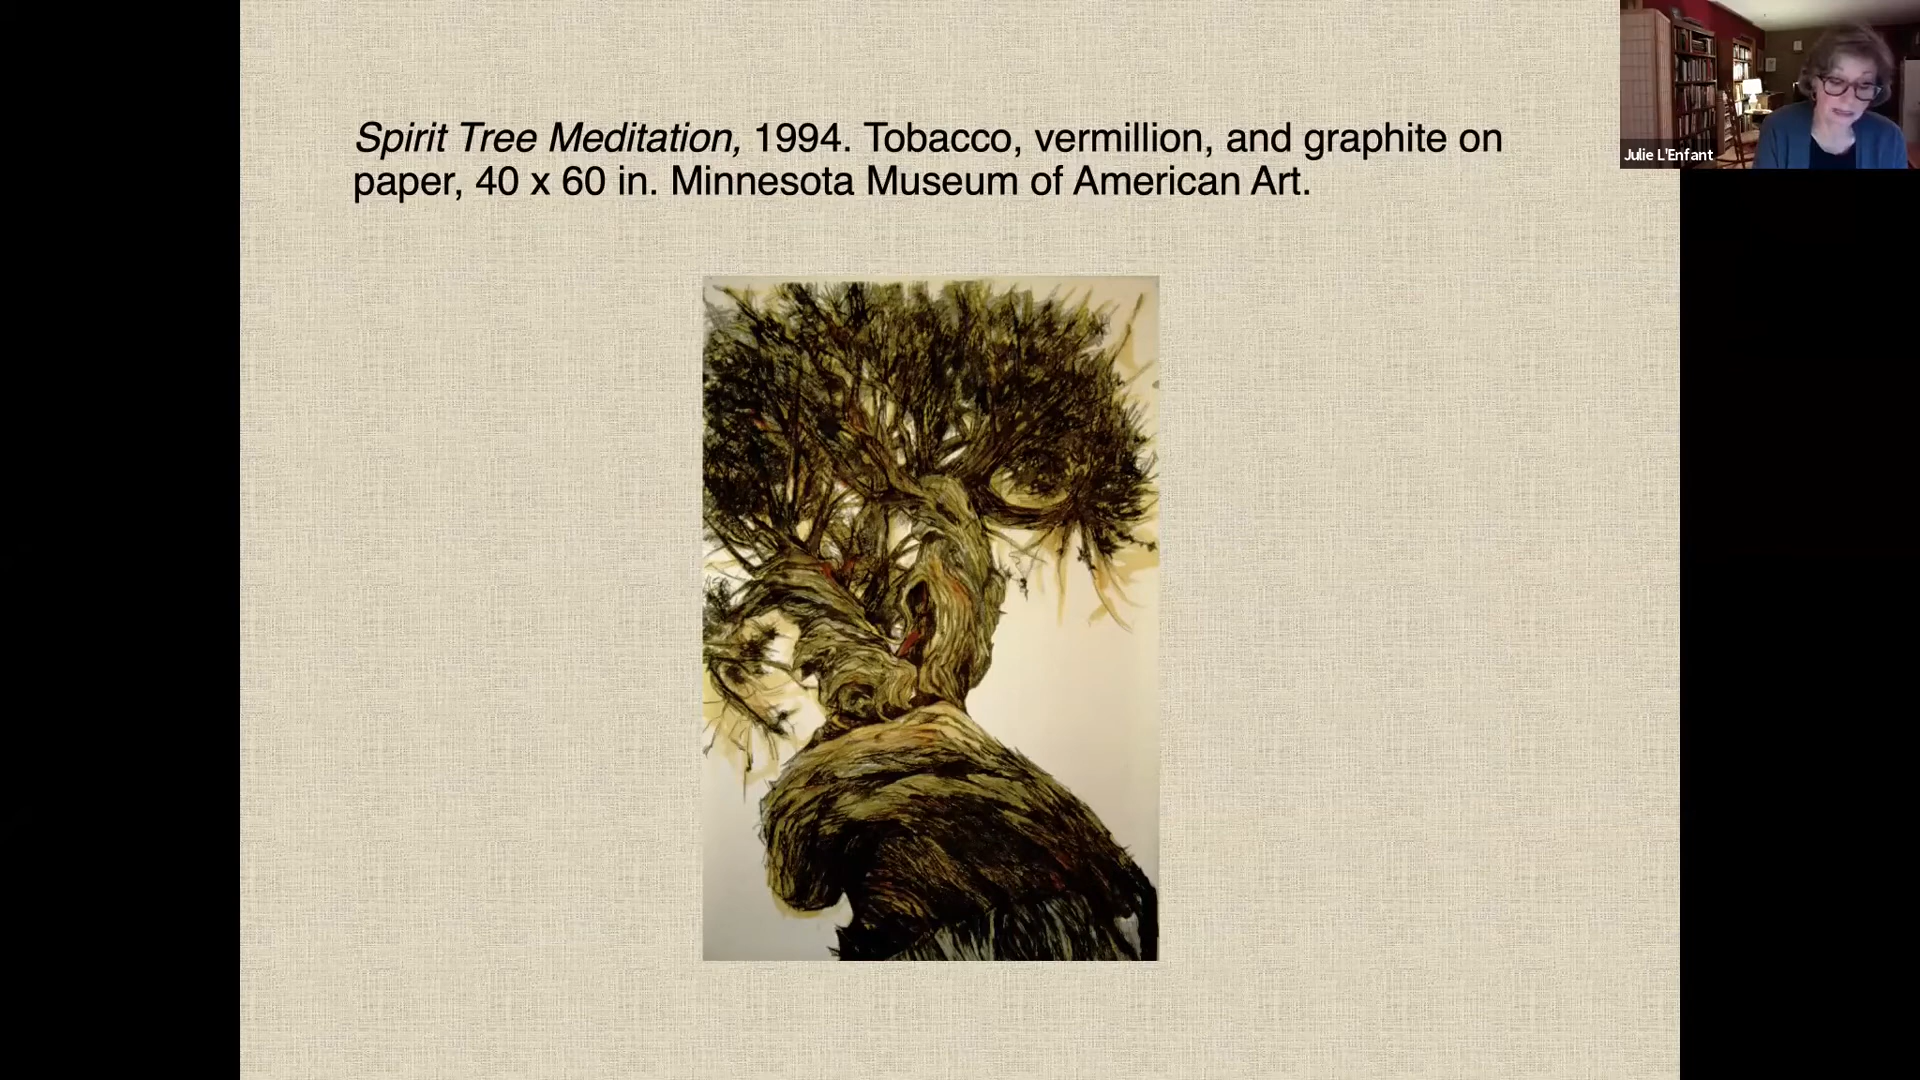 Spirit Tree Meditation, 1994. Tobacco, vermillion, and graphite on
paper, 40 x 60 in. Minnesota Museum of American Art.
Julie L'Enfant